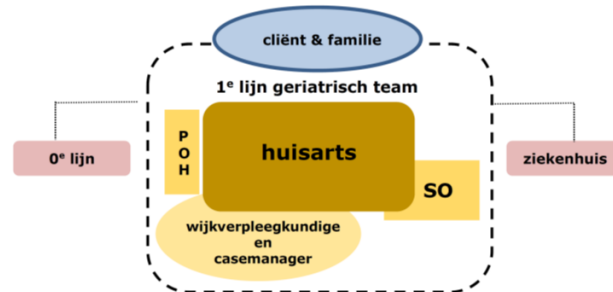 cliënt & familie
1e lijn geriatrisch team
P
O
H
huisarts
0e lijn
ziekenhuis
SO
wijkverpleegkundige
en
casemanager